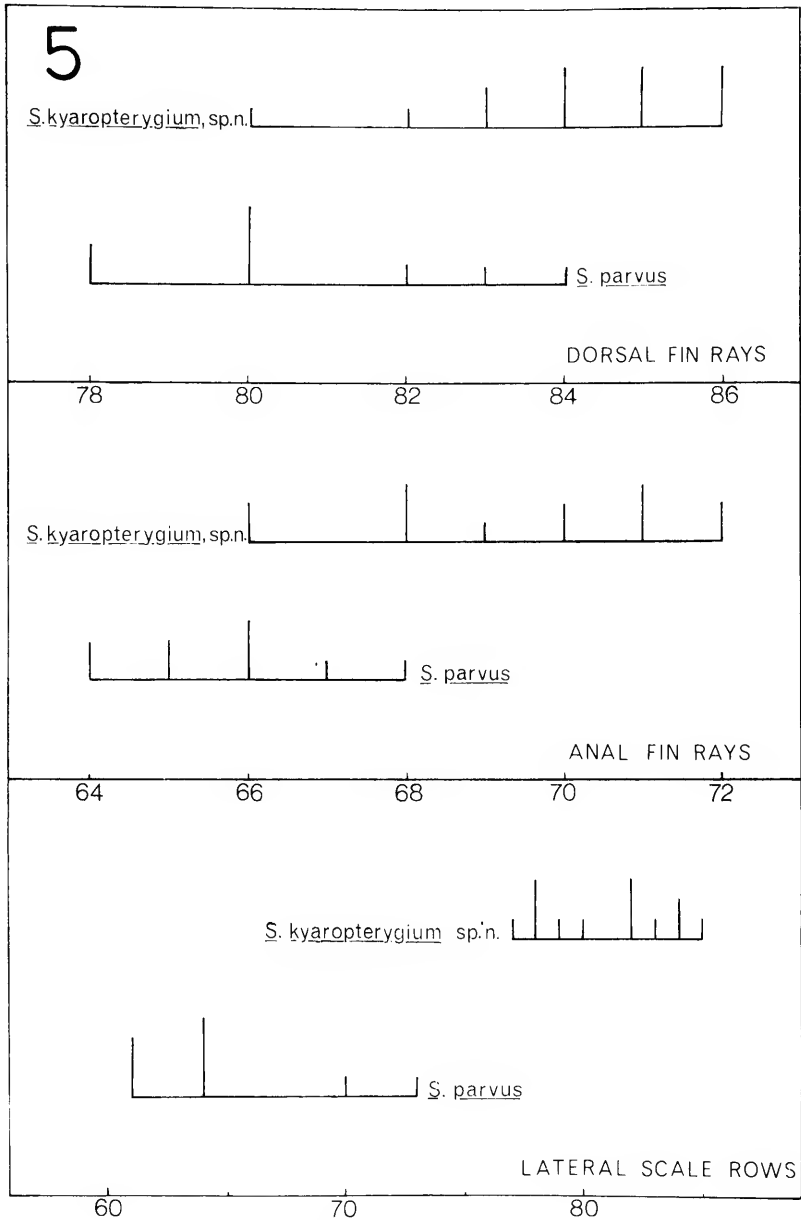 5
S. kyaropterygium, sp.n.
S. parvus
DORSAL FIN RAYS
78 80 82 84 86
S. kyaropterygium, sp.n.
S. parvus
ANAL FIN RAYS
64 66 68 70 72
S. kyaropterygium sp.n.
S. parvus
LATERAL SCALE ROWS
60 70 80